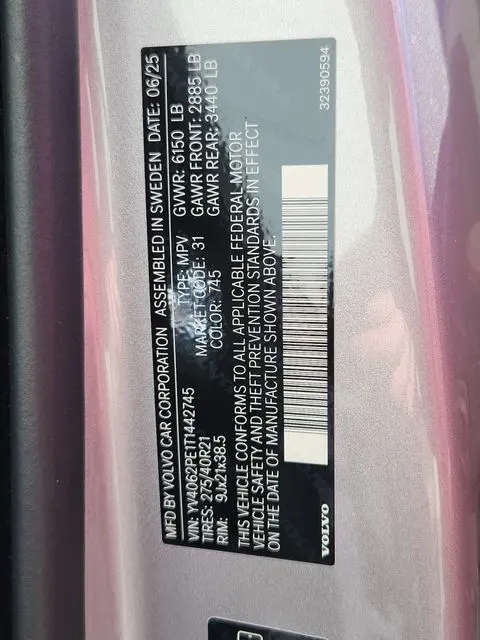 MFD BY VOLVO CAR CORPORATION ASSEMBLED IN SWEDEN DATE: 06/25
VIN: YV4062PE1T1442745 TYPE: MPV GVWR: 6150 LB
TIRES: 275/40R21 MARKET CODE: 31 GAWR FRONT: 2885 LB
RIM: 9Jx21x38.5 COLOR: 745 GAWR REAR: 3440 LB
THIS VEHICLE CONFORMS TO ALL APPLICABLE FEDERAL MOTOR
VEHICLE SAFETY AND THEFT PREVENTION STANDARDS IN EFFECT
ON THE DATE OF MANUFACTURE SHOWN ABOVE.
VOLVO 32390594